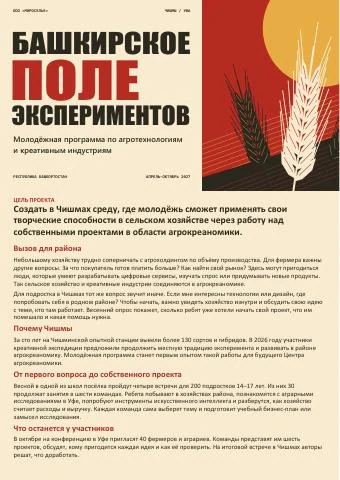 ООО «МИРОСЕЛЬЕ»
ЧИШМЫ / УФА
БАШКИРСКОЕ
ПОЛЕ
ЭКСПЕРИМЕНТОВ
Молодёжная программа по агротехнологиям
и креативным индустриям
РЕСПУБЛИКА БАШКОРТОСТАН
АПРЕЛЬ–ОКТЯБРЬ 2027
ЦЕЛЬ ПРОЕКТА
Создать в Чишмах среду, где молодёжь сможет применять свои
творческие способности в сельском хозяйстве через работу над
собственными проектами в области агрокреаномики.
Вызов для района
Небольшому хозяйству трудно соперничать с агрохолдингом по объёму производства. Для фермера важны
другие вопросы. За что покупатель готов платить больше? Как найти свой рынок? Здесь могут пригодиться
люди, которые умеют разрабатывать цифровые сервисы, изучать спрос или придумывать новые продукты.
Так сельское хозяйство и креативные индустрии соединяются в агрокреаномике.
Для подростка в Чишмах тот же вопрос звучит иначе. Если мне интересны технологии или дизайн, где
попробовать себя в родном районе? Чтобы начать, важно увидеть хозяйство изнутри и обсудить свою идею
с теми, кто там работает. Весенний опрос покажет, сколько ребят уже хотели начать свой проект, что им
помешало и какая помощь нужна.
Почему Чишмы
За сто лет на Чишминской опытной станции вывели более 130 сортов и гибридов. В 2026 году участники
креативной экспедиции предложили продолжить местную традицию эксперимента и развивать в районе
агрокреаномику. Молодёжная программа станет первым опытом такой работы для будущего Центра
агрокреаномики.
От первого вопроса до собственного проекта
Весной в одной из школ посёлка пройдут четыре встречи для 200 подростков 14–17 лет. Из них 30
продолжат занятия в шести командах. Ребята побывают в хозяйствах района, познакомятся с аграрными
исследованиями в Уфе, попробуют инструменты искусственного интеллекта и разберутся, как хозяйство
считает расходы и выручку. Каждая команда сама выберет тему и подготовит учебный бизнес-план или
замысел исследования.
Что останется у участников
В октябре на конференцию в Уфе пригласят 40 фермеров и аграриев. Команды представят им шесть
проектов, обсудят, кому пригодится каждая идея и как её проверить. На итоговой встрече в Чишмах авторы
решат, что доработать.